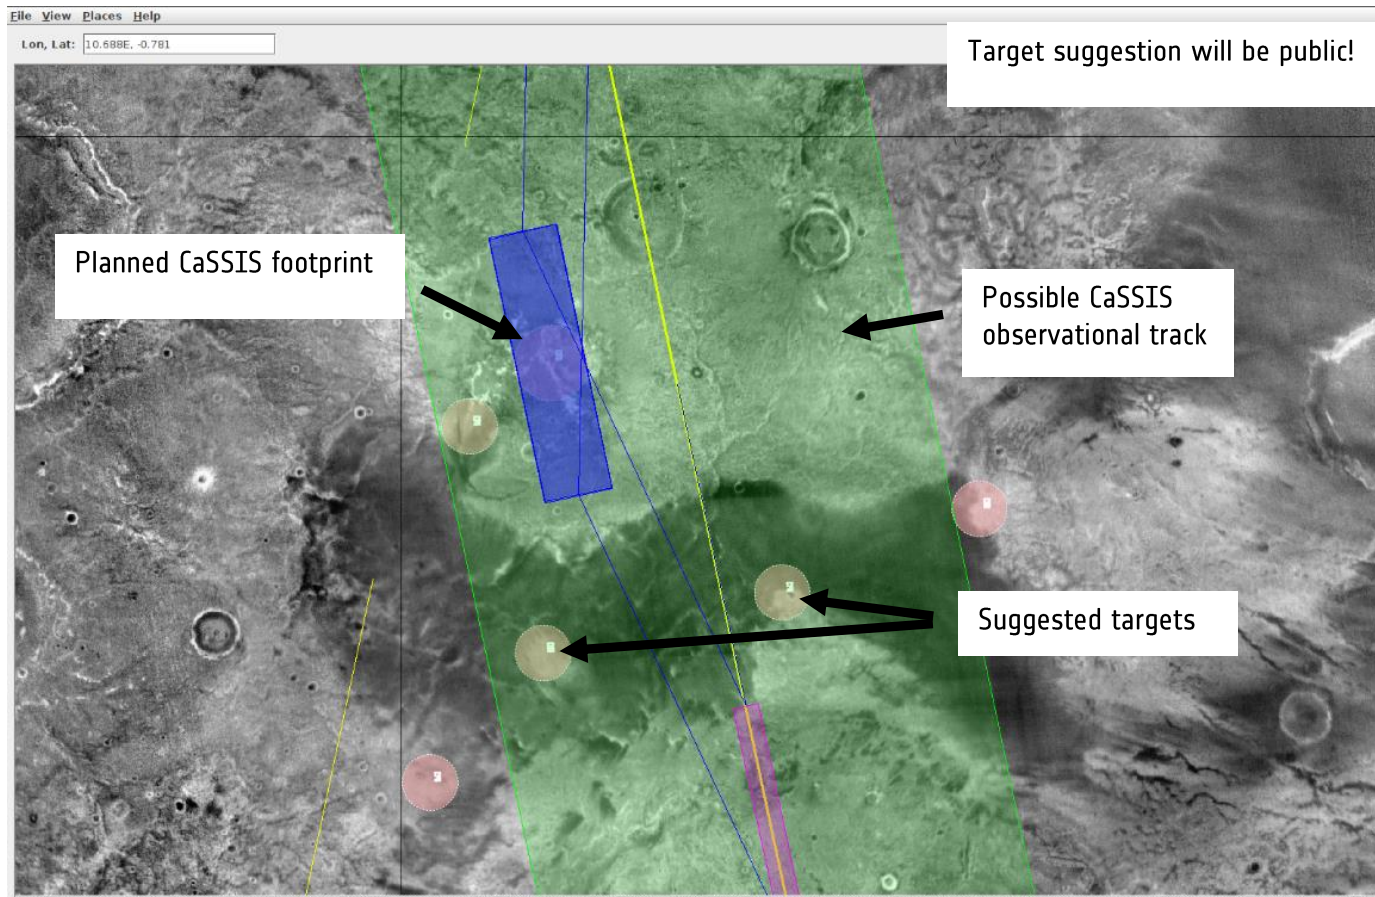 File View Places Help
Lon, Lat: 10.688E, -0.781
Target suggestion will be public!
Planned CaSSIS footprint
Possible CaSSIS
observational track
Suggested targets